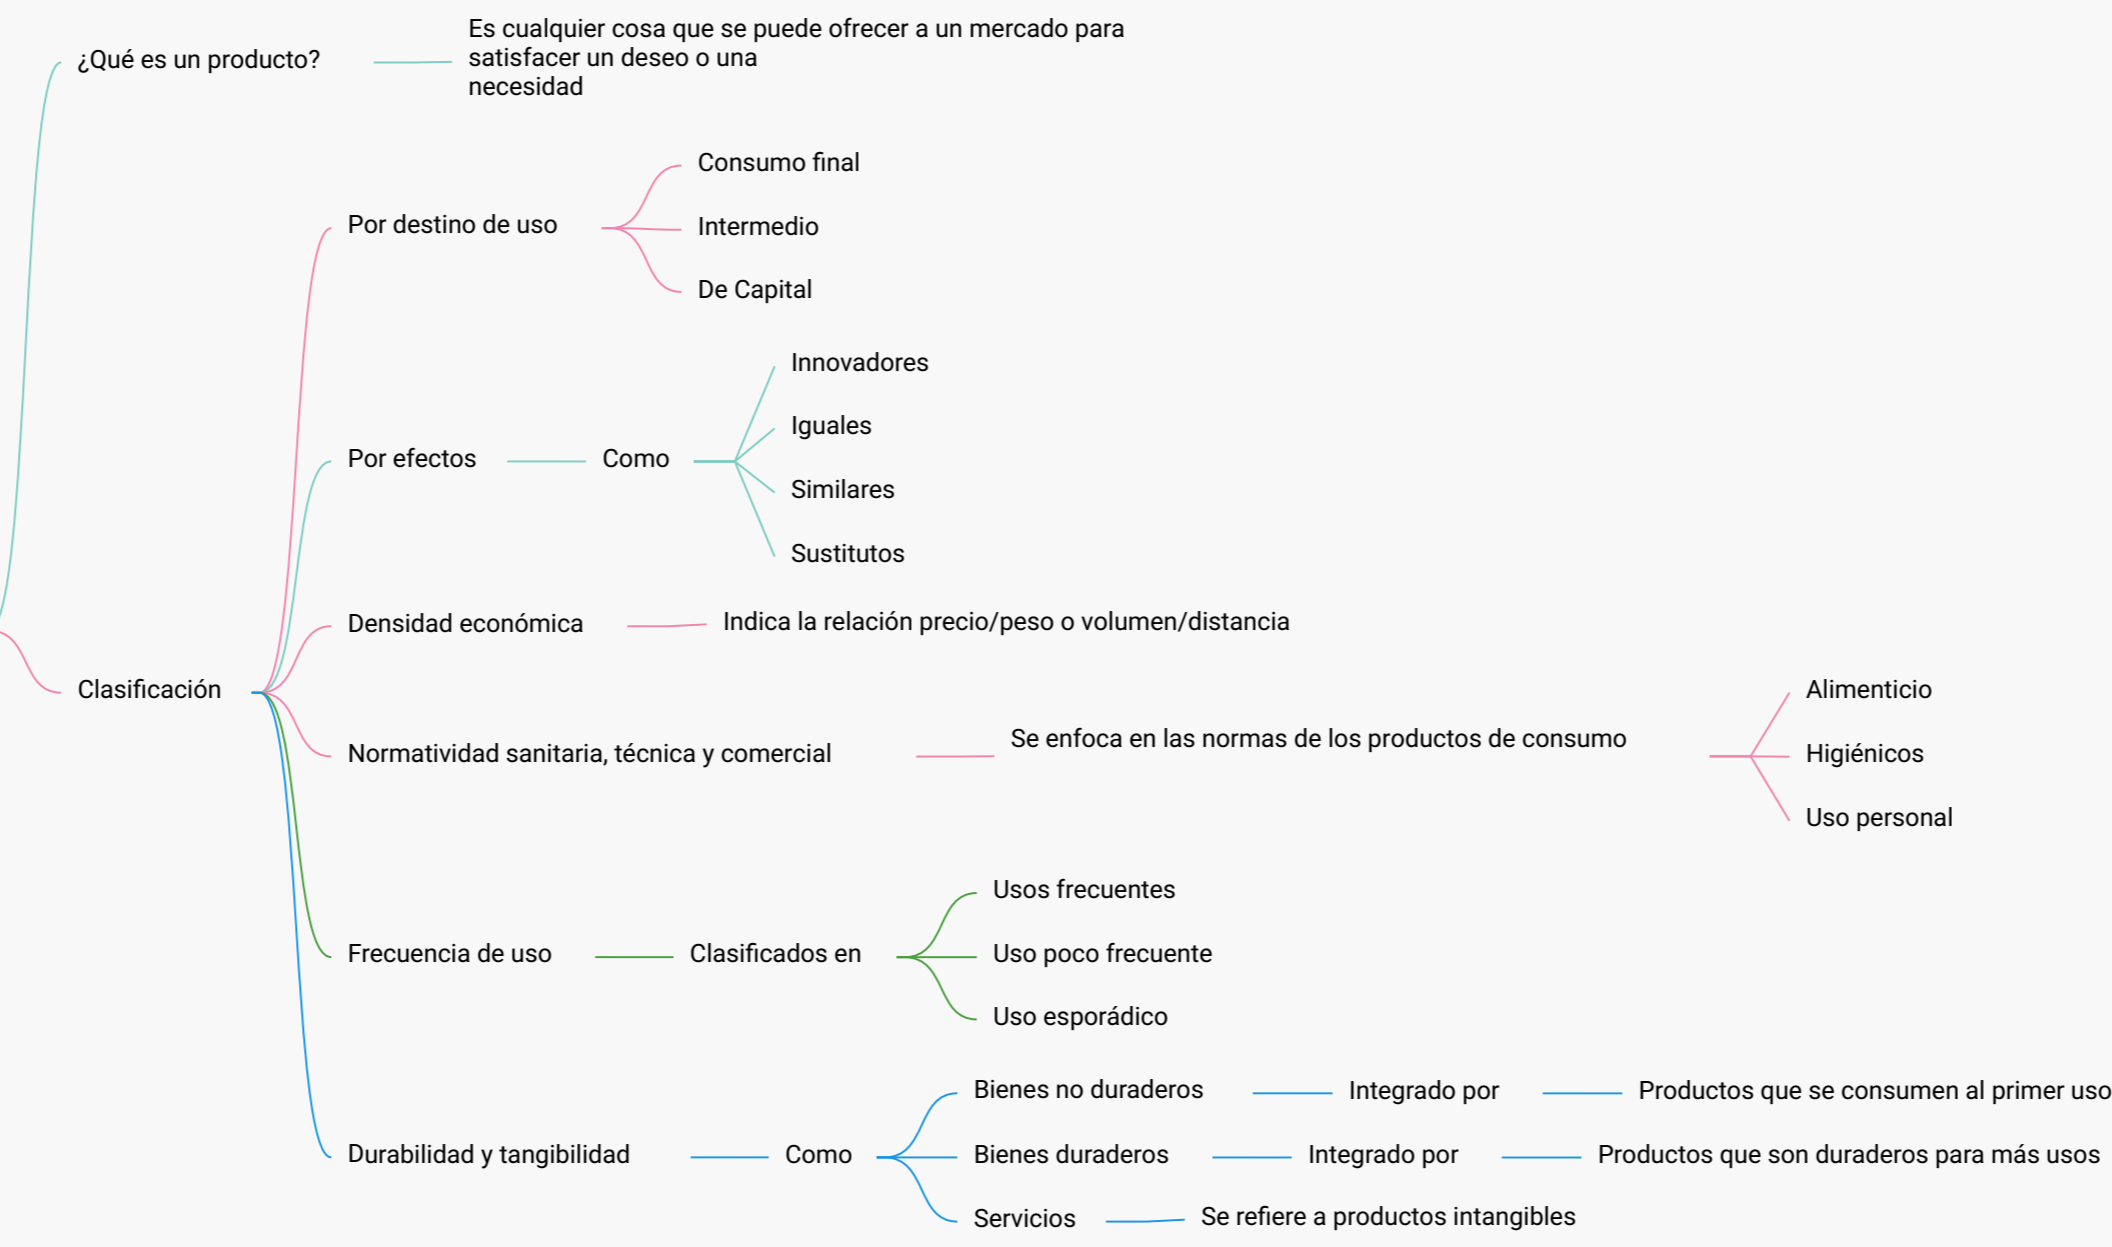 ¿Qué es un producto?
Es cualquier cosa que se puede ofrecer a un mercado para
satisfacer un deseo o una
necesidad
Clasificación
Por destino de uso
Consumo final
Intermedio
De Capital
Por efectos
Como
Innovadores
Iguales
Similares
Sustitutos
Densidad económica
Indica la relación precio/peso o volumen/distancia
Normatividad sanitaria, técnica y comercial
Se enfoca en las normas de los productos de consumo
Alimenticio
Higiénicos
Uso personal
Frecuencia de uso
Clasificados en
Usos frecuentes
Uso poco frecuente
Uso esporádico
Durabilidad y tangibilidad
Como
Bienes no duraderos
Integrado por
Productos que se consumen al primer uso
Bienes duraderos
Integrado por
Productos que son duraderos para más usos
Servicios
Se refiere a productos intangibles